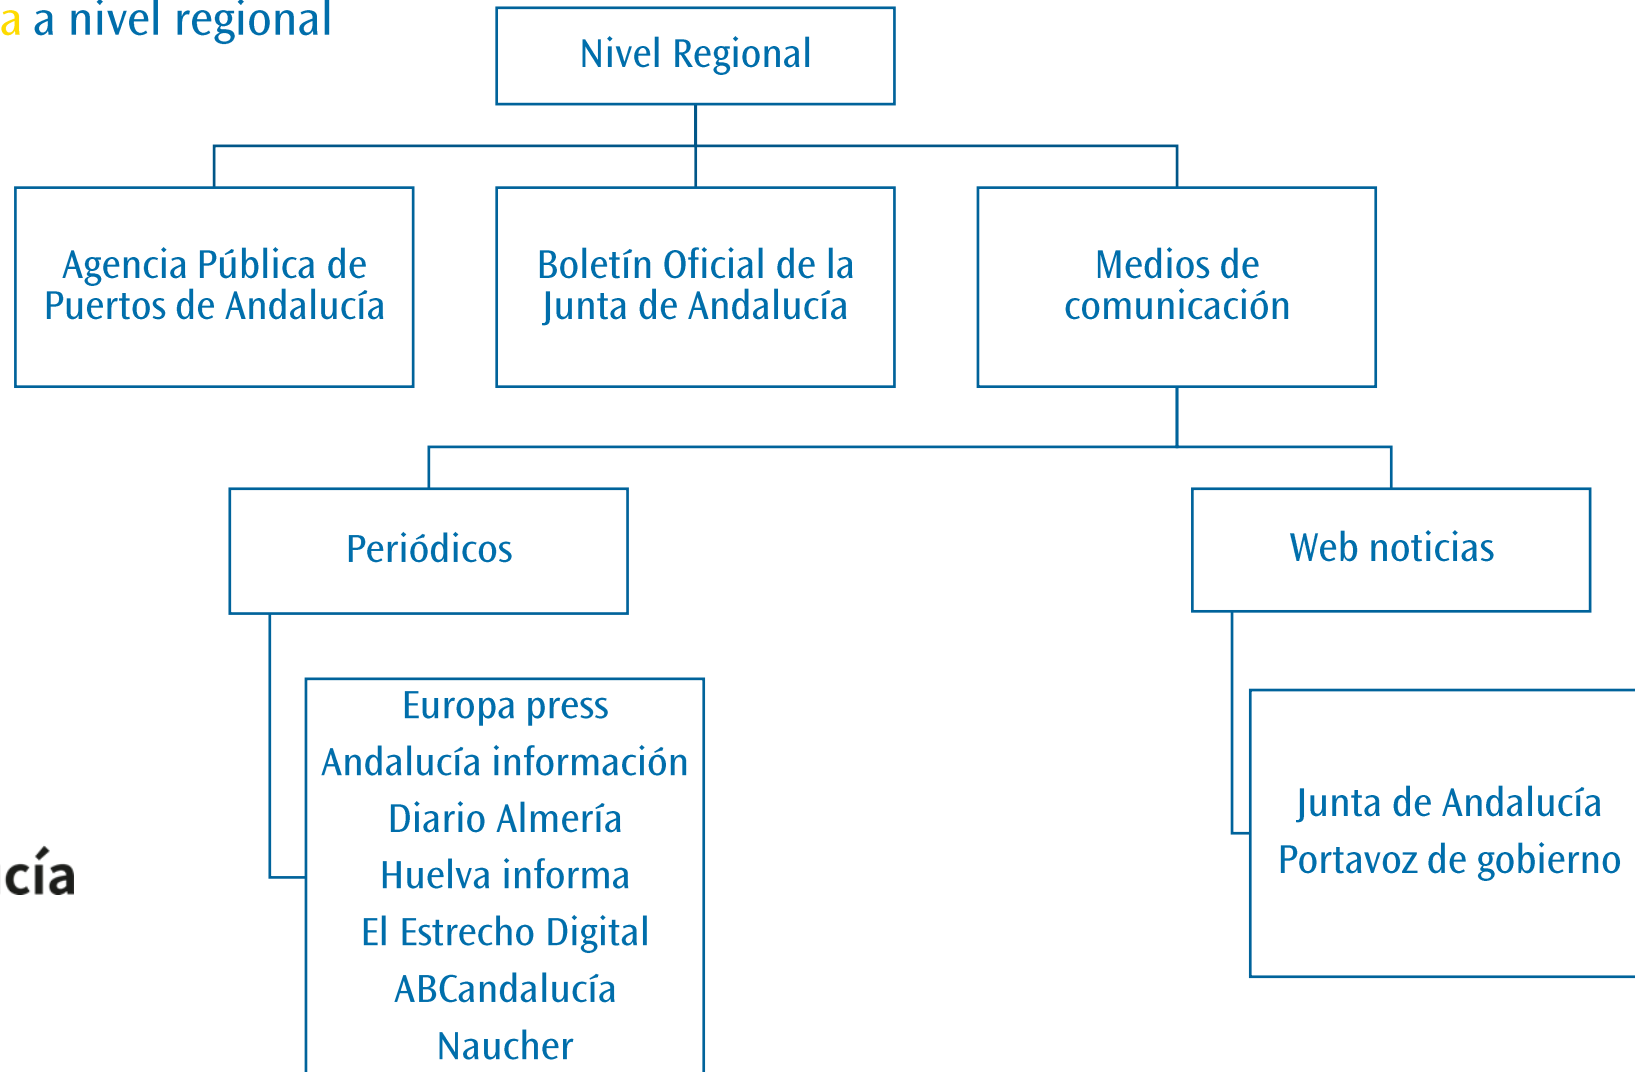 a a nivel regional
Nivel Regional
Agencia Pública de
Puertos de Andalucía
Boletín Oficial de la
Junta de Andalucía
Medios de
comunicación
Periódicos
Web noticias
Europa press
Andalucía información
Diario Almería
Huelva informa
El Estrecho Digital
ABCandalucía
Naucher
Junta de Andalucía
Portavoz de gobierno
cía